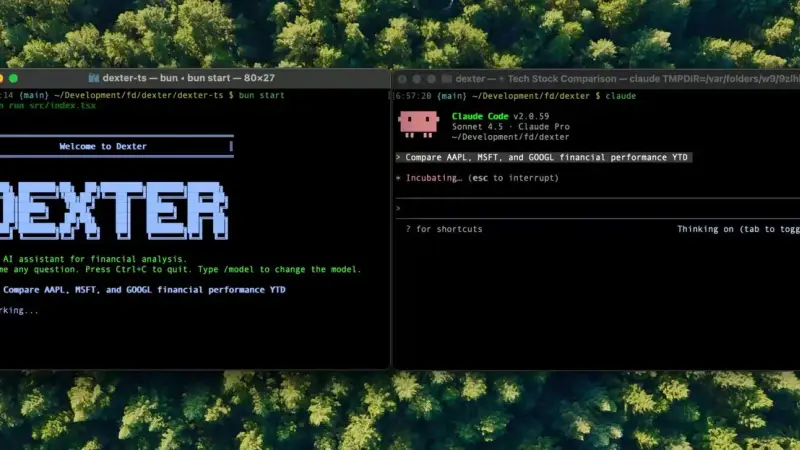 dexter-ts — bun • bun start — 80×27
:14 {main} ~/Development/fd/dexter/dexter-ts $ bun start
run src/index.tsx
Welcome to Dexter
DEXTER
AI assistant for financial analysis.
me any question. Press Ctrl+C to quit. Type /model to change the model.
Compare AAPL, MSFT, and GOOGL financial performance YTD
rking...
dexter — ✳ Tech Stock Comparison — claude TMPDIR=/var/folders/w9/9zlhl
6:57:20 {main} ~/Development/fd/dexter $ claude
Claude Code v2.0.59
Sonnet 4.5 · Claude Pro
~/Development/fd/dexter
> Compare AAPL, MSFT, and GOOGL financial performance YTD
* Incubating… (esc to interrupt)
>
? for shortcuts
Thinking on (tab to togg